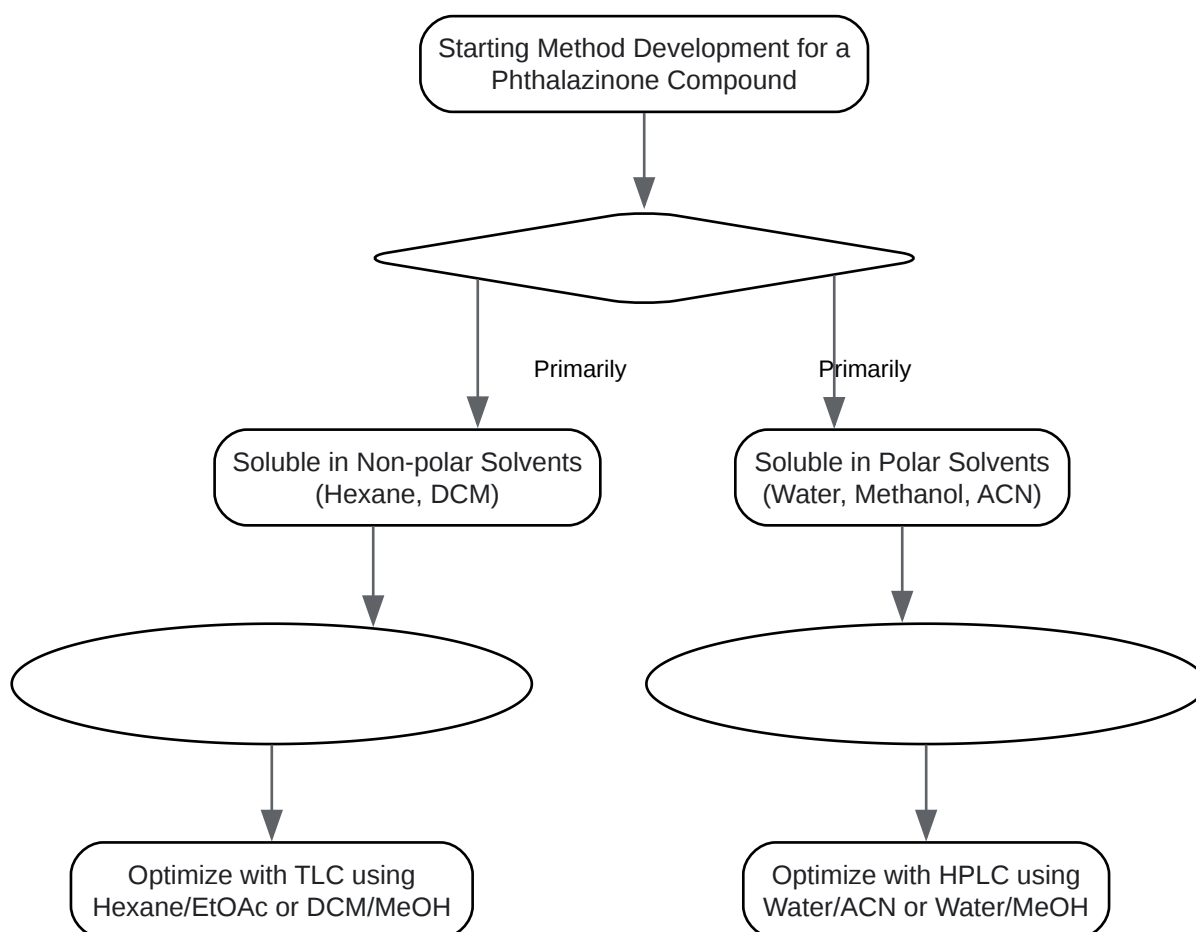 Starting Method Development for a
Phthalazinone Compound
Primarily
Primarily
Soluble in Non-polar Solvents
(Hexane, DCM)
Soluble in Polar Solvents
(Water, Methanol, ACN)
Optimize with TLC using
Hexane/EtOAc or DCM/MeOH
Optimize with HPLC using
Water/ACN or Water/MeOH